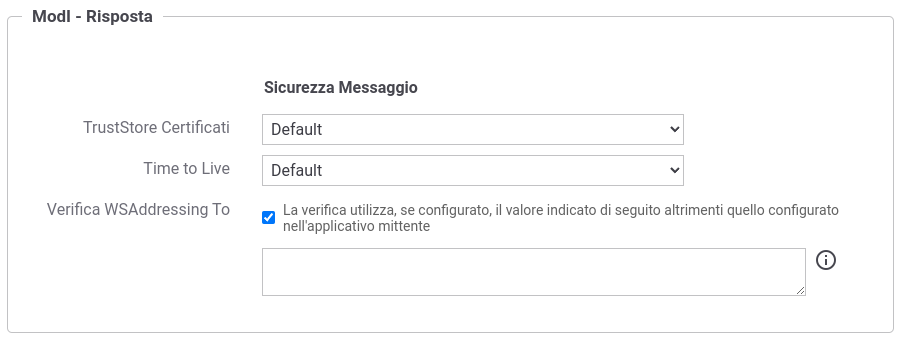 ModI - Risposta
Sicurezza Messaggio
TrustStore Certificati
Default
Time to Live
Default
Verifica WSAddressing To
La verifica utilizza, se configurato, il valore indicato di seguito altrimenti quello configurato
nell'applicativo mittente